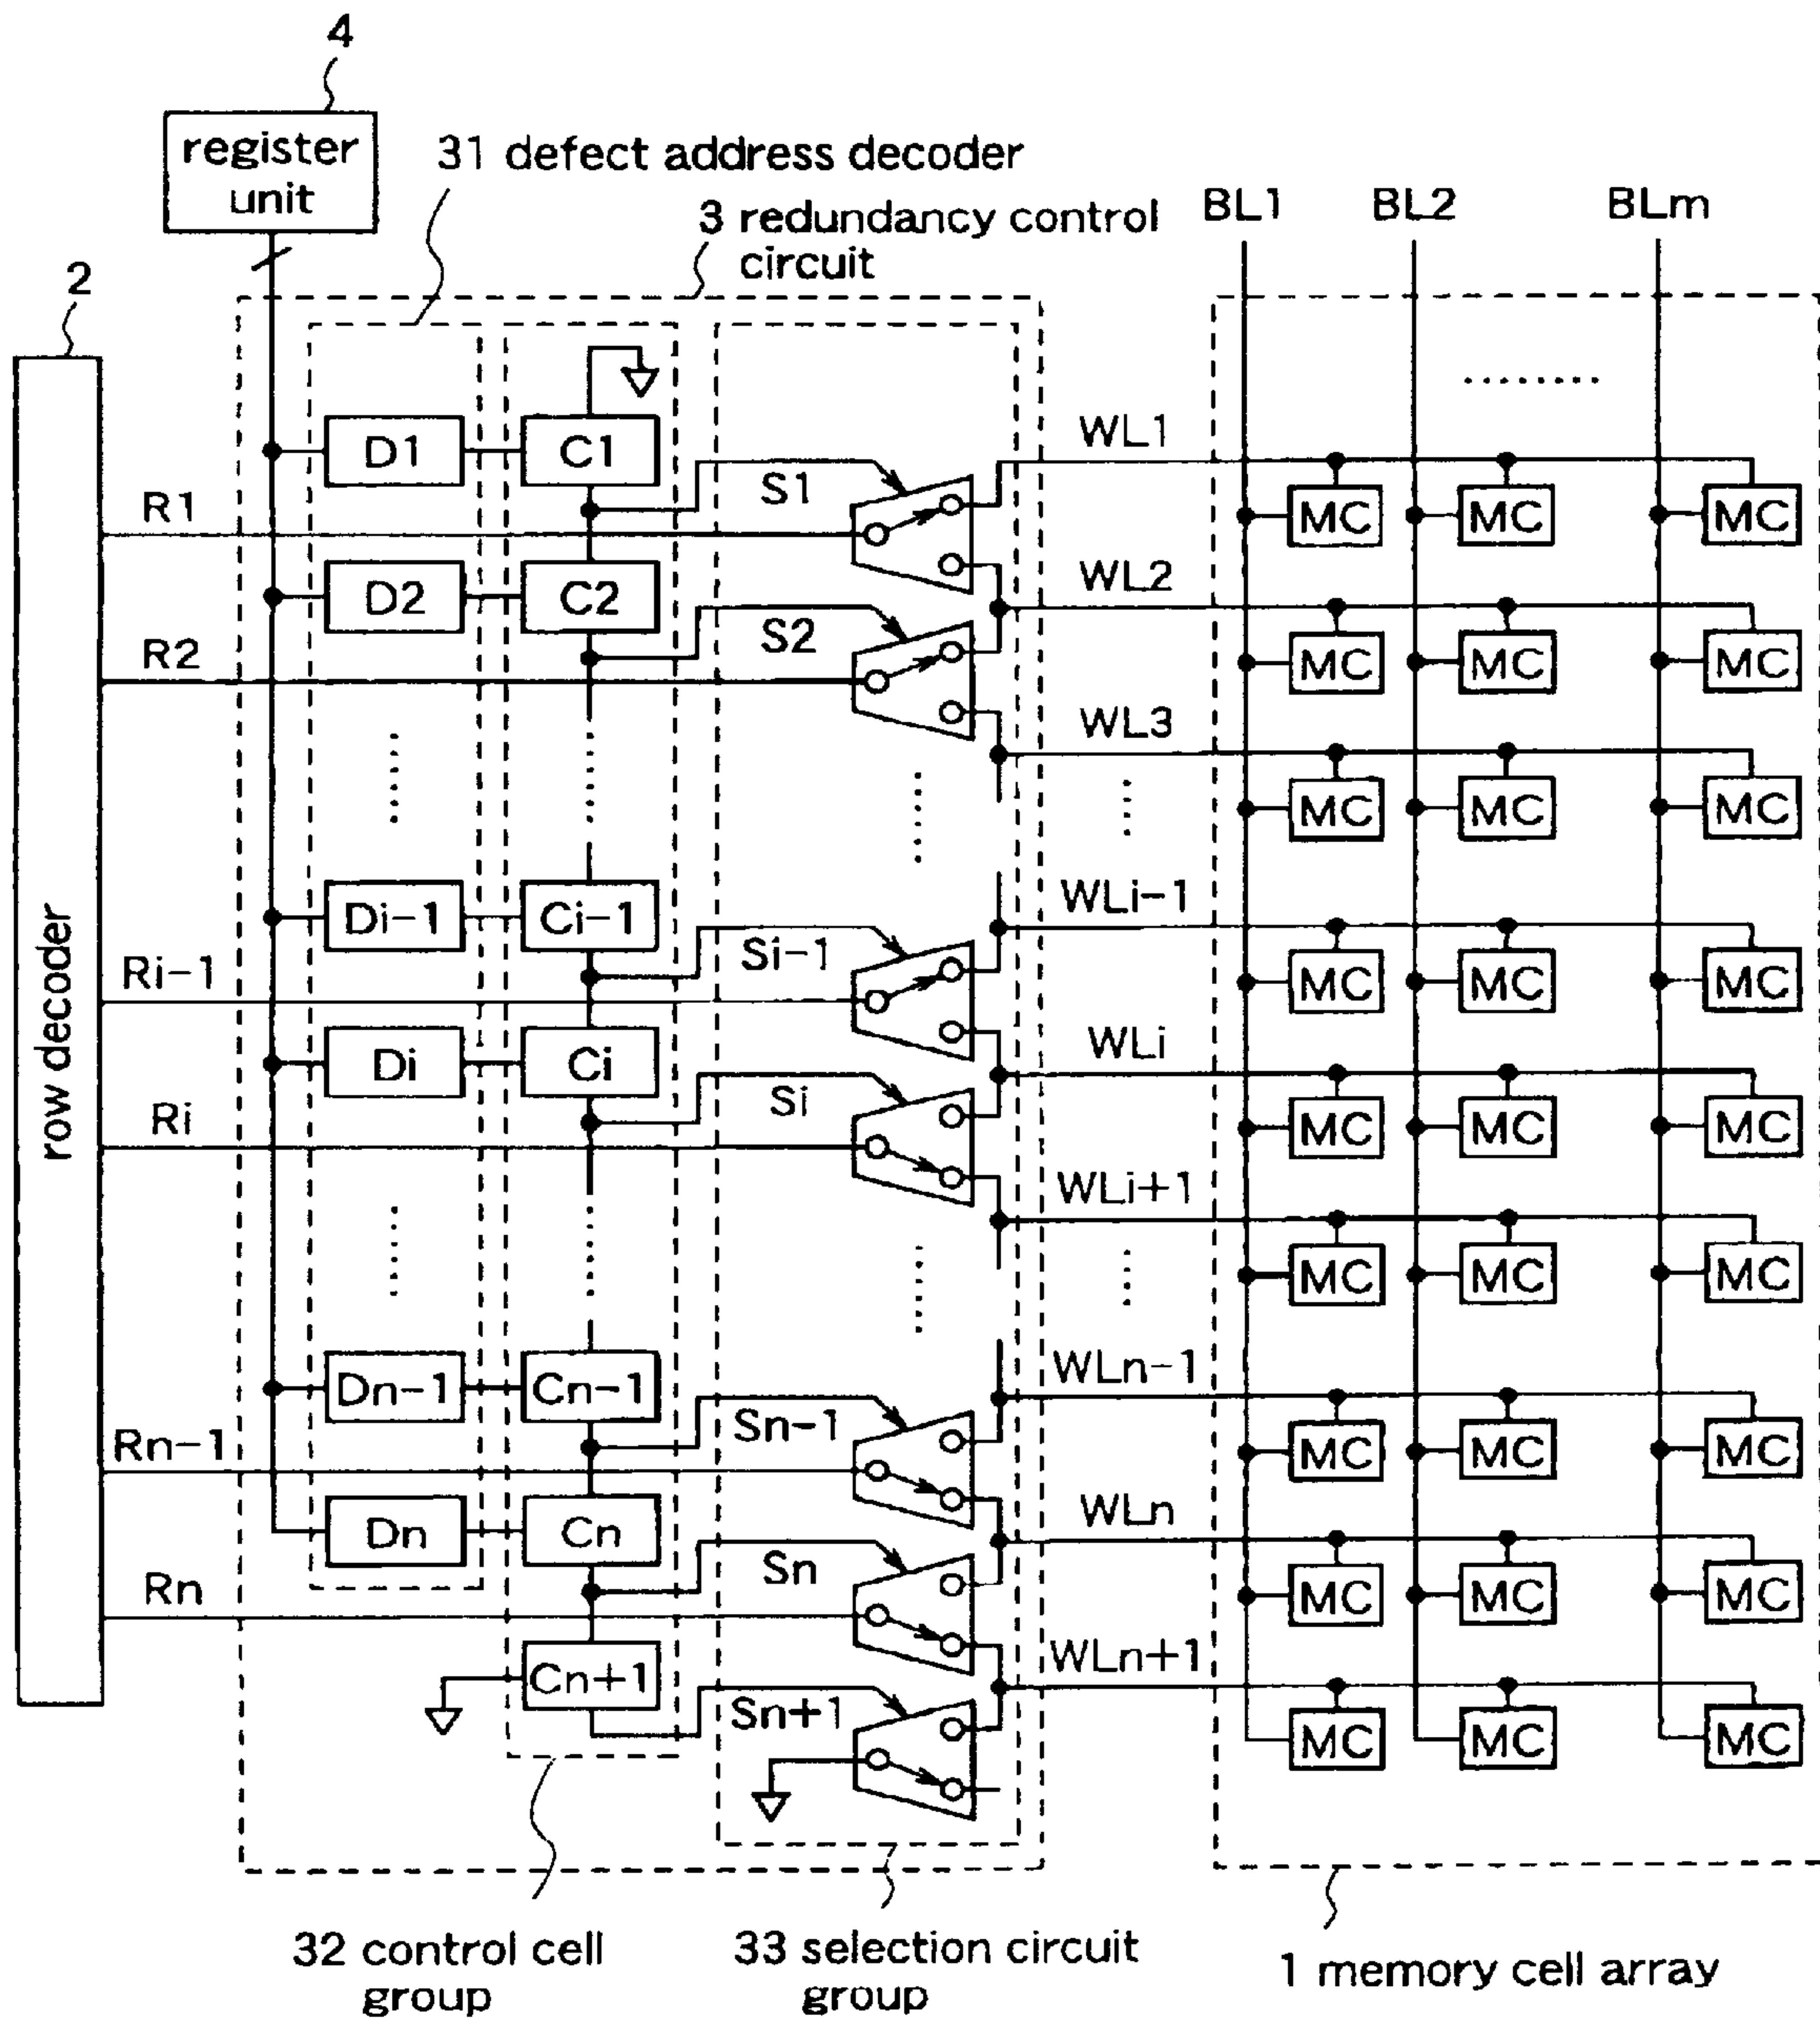 4
register
unit
31 defect address decoder
3 redundancy control
circuit
BL1 BL2 BLm
2
row decoder
D1 C1 S1 WL1
R1 MC MC MC
D2 C2 S2 WL2
R2 MC MC MC
WL3
MC MC MC
Di-1 Ci-1 Si-1 WLi-1
Ri-1 MC MC MC
Di Ci Si WLi
Ri MC MC MC
WLi+1
MC MC MC
Dn-1 Cn-1 Sn-1 WLn-1
Rn-1 MC MC MC
Dn Cn Sn WLn
Rn MC MC MC
Cn+1 Sn+1 WLn+1
MC MC MC
32 control cell
group
33 selection circuit
group
1 memory cell array